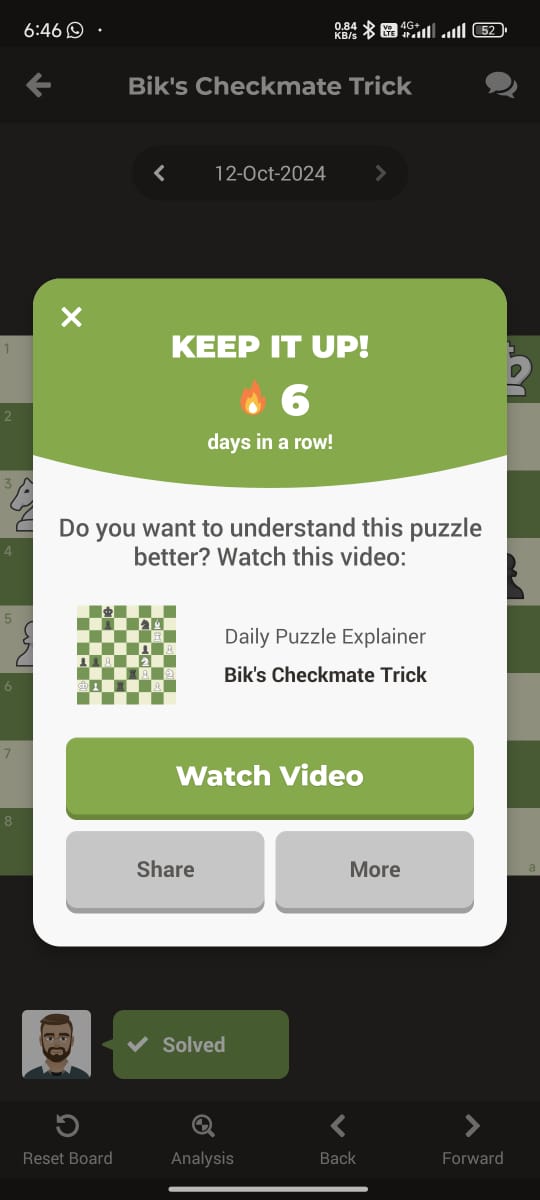 6:46
0.84
KB/s
Vo
LTE
4G+
52
Bik's Checkmate Trick
12-Oct-2024
KEEP IT UP!
6
days in a row!
1
2
3
4
5
6
7
8
a
Do you want to understand this puzzle
better? Watch this video:
Daily Puzzle Explainer
Bik's Checkmate Trick
Watch Video
Share
More
Solved
Reset Board
Analysis
Back
Forward